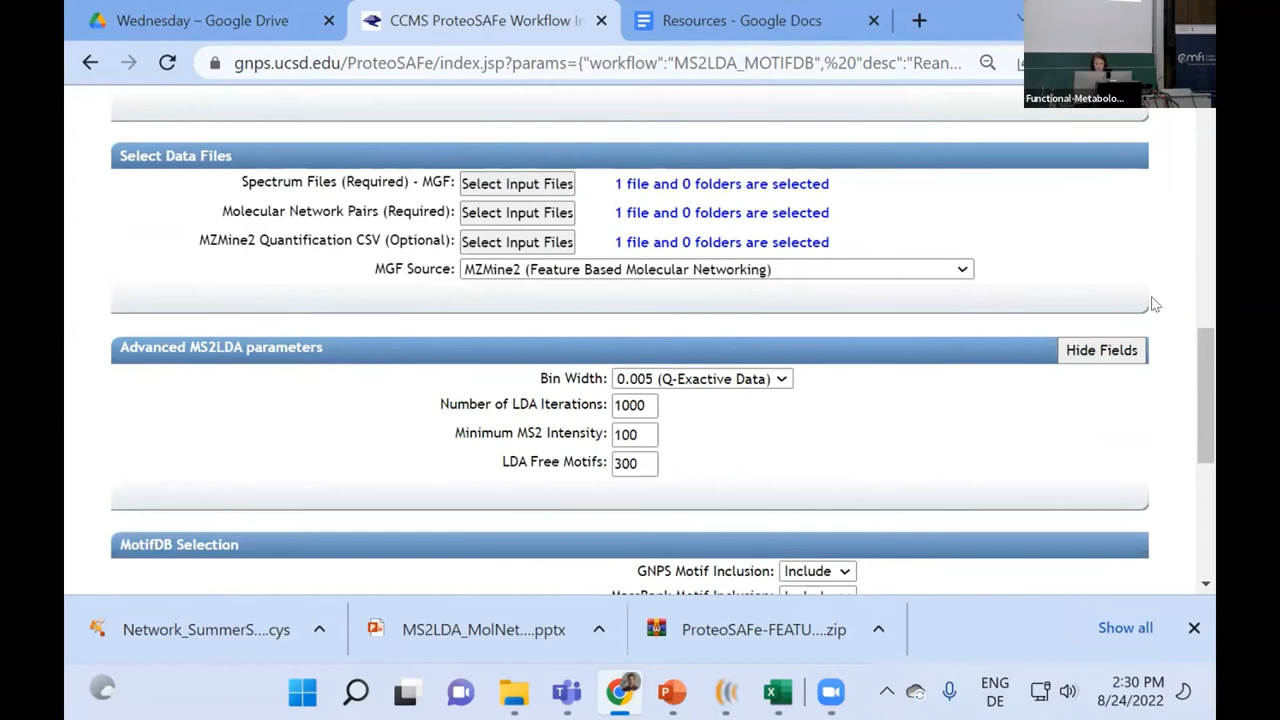 Wednesday – Google Drive
CCMS ProteoSAFe Workflow In
Resources - Google Docs
gnps.ucsd.edu/ProteoSAFe/index.jsp?params={"workflow":"MS2LDA_MOTIFDB",%20"desc":"Rean...
cmfi
Functional-Metabolo...
Select Data Files
Spectrum Files (Required) - MGF: Select Input Files 1 file and 0 folders are selected
Molecular Network Pairs (Required): Select Input Files 1 file and 0 folders are selected
MZMine2 Quantification CSV (Optional): Select Input Files 1 file and 0 folders are selected
MGF Source: MZMine2 (Feature Based Molecular Networking)
Advanced MS2LDA parameters Hide Fields
Bin Width: 0.005 (Q-Exactive Data)
Number of LDA Iterations: 1000
Minimum MS2 Intensity: 100
LDA Free Motifs: 300
MotifDB Selection
GNPS Motif Inclusion: Include
Network_SummerS....cys
MS2LDA_MolNet....pptx
ProteoSAFe-FEATU....zip
Show all
ENG
DE
2:30 PM
8/24/2022